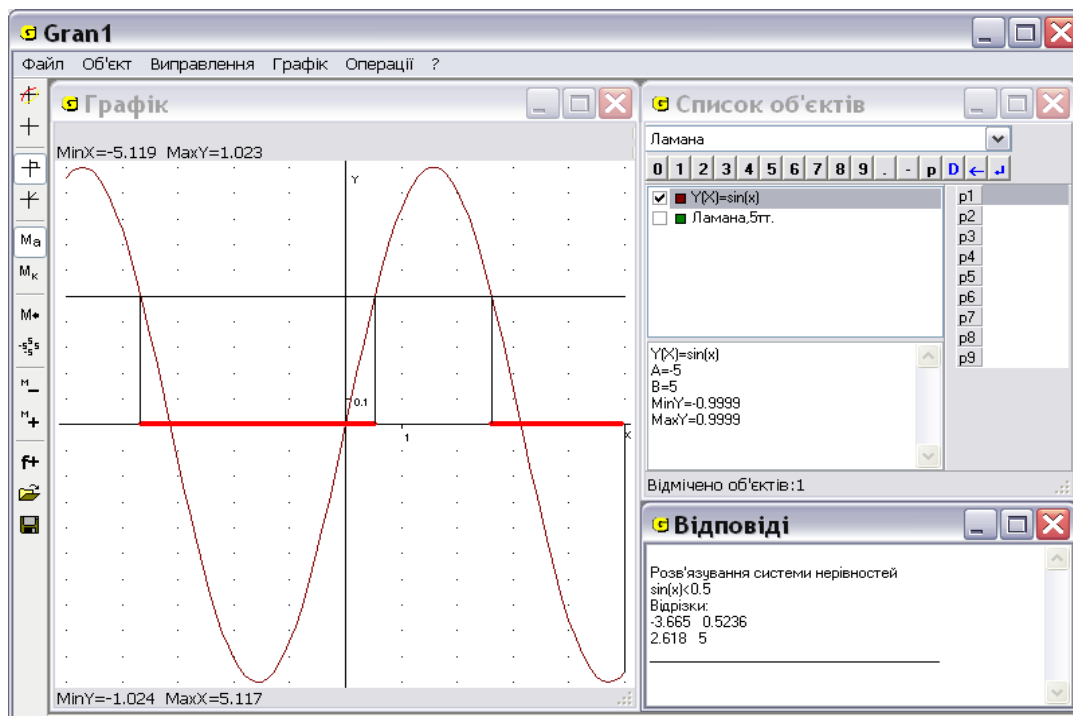 Gran1
Файл Об'єкт Виправлення Графік Операції ?
Графік
MinX=-5.119 MaxY=1.023
Y
0.1
1
X
MinY=-1.024 MaxX=5.117
Mа
Mк
M
-s s s s
M
M
f+
Список об'єктів
Ламана
0 1 2 3 4 5 6 7 8 9 . - p D ← ↲
Y(X)=sin(x)
Ламана,5тт.
p1
p2
p3
p4
p5
p6
p7
p8
p9
Y(X)=sin(x)
A=-5
B=5
MinY=-0.9999
MaxY=0.9999
Відмічено об'єктів:1
Відповіді
Розв'язування системи нерівностей
sin(x)<0.5
Відрізки:
-3.665 0.5236
2.618 5